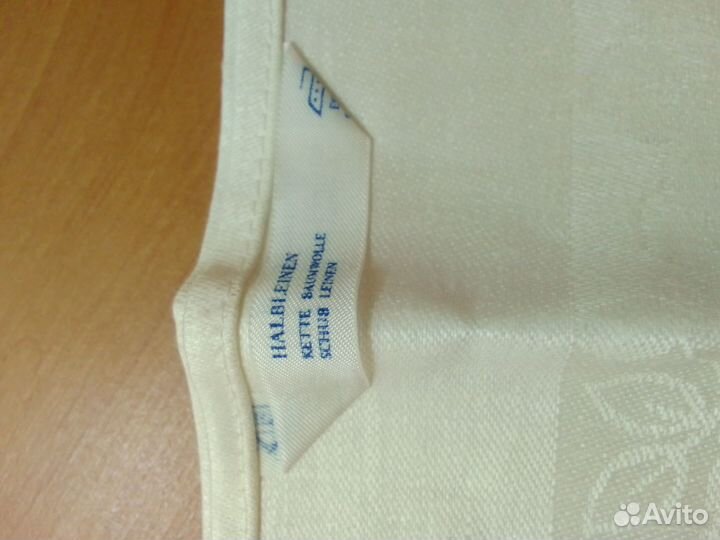 HALBLEINEN
KETTE BAUMWOLLE
SCHUß LEINEN
Avito